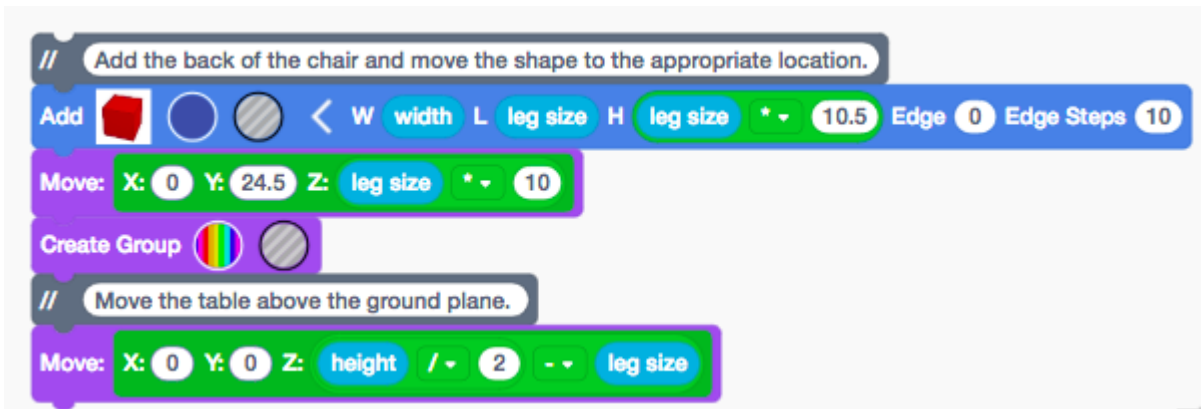 // Add the back of the chair and move the shape to the appropriate location.
Add W width L leg size H leg size * 10.5 Edge 0 Edge Steps 10
Move: X: 0 Y: 24.5 Z: leg size * 10
Create Group
// Move the table above the ground plane.
Move: X: 0 Y: 0 Z: height / 2 - leg size